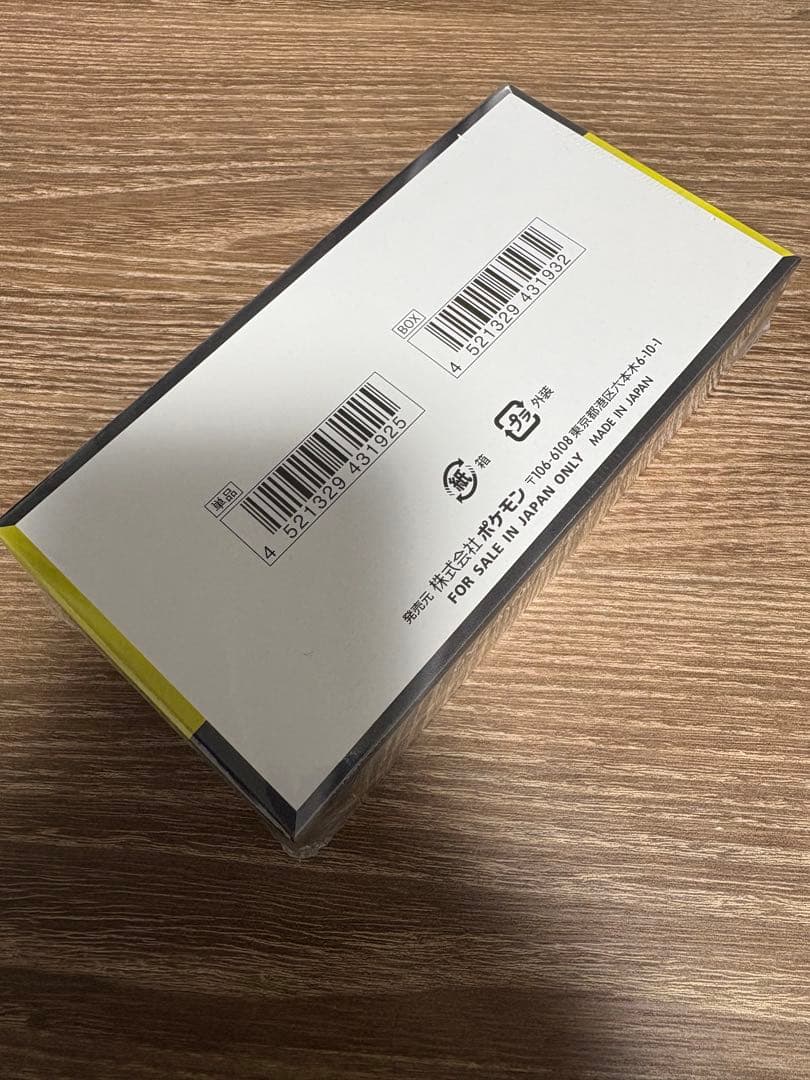 単品
4 521329 431925
BOX
4 521329 431932
紙 箱
プラ 外装
発売元 株式会社 ポケモン 〒106-6108 東京都港区六本木6-10-1
FOR SALE IN JAPAN ONLY MADE IN JAPAN